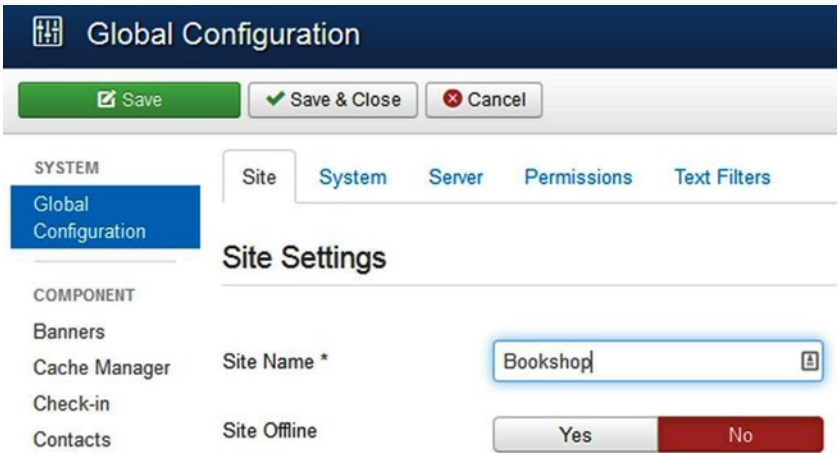 Global Configuration
Save
Save & Close
Cancel
SYSTEM
Global
Configuration
COMPONENT
Banners
Cache Manager
Check-in
Contacts
Site
System
Server
Permissions
Text Filters
Site Settings
Site Name *
Bookshop
Site Offline
Yes
No